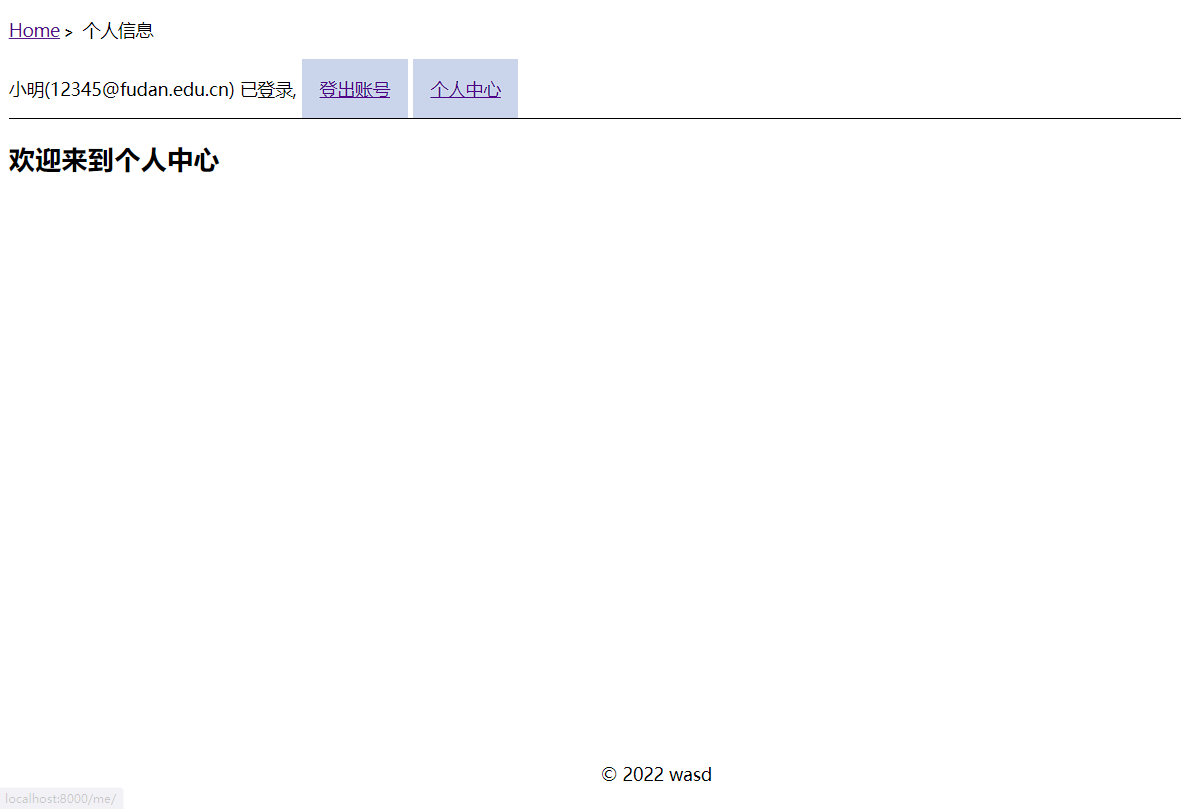 Home > 个人信息
小明(12345@fudan.edu.cn) 已登录, 登出账号 个人中心
欢迎来到个人中心
© 2022 wasd
localhost:8000/me/